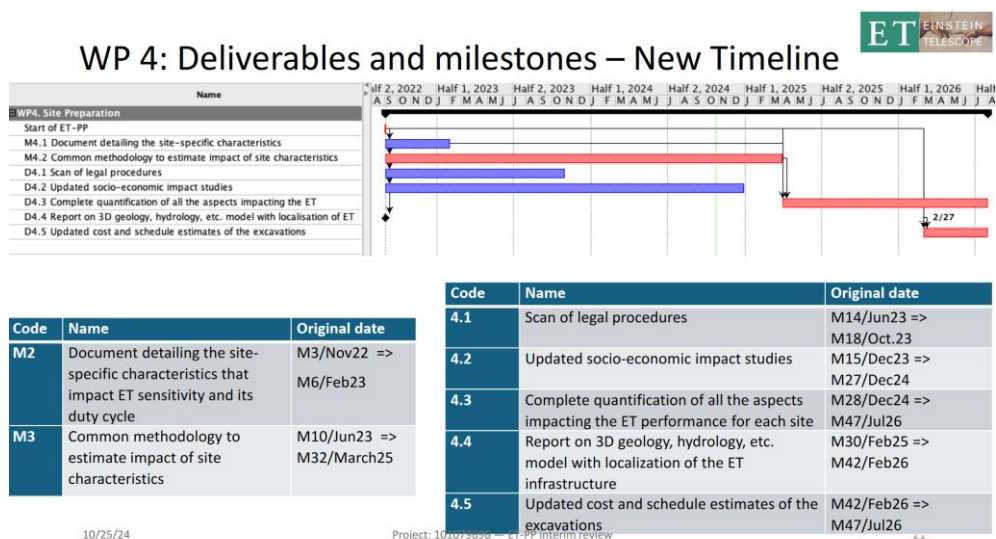 ET EINSTEIN
TELESCOPE
WP 4: Deliverables and milestones – New Timeline
Name
Half 2, 2022 Half 1, 2023 Half 2, 2023 Half 1, 2024 Half 2, 2024 Half 1, 2025 Half 2, 2025 Half 1, 2026 Half
A S O N D J F M A M J J A S O N D J F M A M J J A S O N D J F M A M J J A S O N D J F M A M J J A
WP4. Site Preparation
Start of ET-PP
M4.1 Document detailing the site-specific characteristics
M4.2 Common methodology to estimate impact of site characteristics
D4.1 Scan of legal procedures
D4.2 Updated socio-economic impact studies
D4.3 Complete quantification of all the aspects impacting the ET
D4.4 Report on 3D geology, hydrology, etc. model with localisation of ET
2/27
D4.5 Updated cost and schedule estimates of the excavations
Code Name Original date
M2 Document detailing the site-
specific characteristics that
impact ET sensitivity and its
duty cycle
M3/Nov22 =>
M6/Feb23
M3 Common methodology to
estimate impact of site
characteristics
M10/Jun23 =>
M32/March25
Code Name Original date
4.1 Scan of legal procedures
M14/Jun23 =>
M18/Oct.23
4.2 Updated socio-economic impact studies
M15/Dec23 =>
M27/Dec24
4.3 Complete quantification of all the aspects
impacting the ET performance for each site
M28/Dec24 =>
M47/Jul26
4.4 Report on 3D geology, hydrology, etc.
model with localization of the ET
infrastructure
M30/Feb25 =>
M42/Feb26
4.5 Updated cost and schedule estimates of the
excavations
M42/Feb26 =>
M47/Jul26
10/25/24
Project: 101079696 — ET-PP interim review